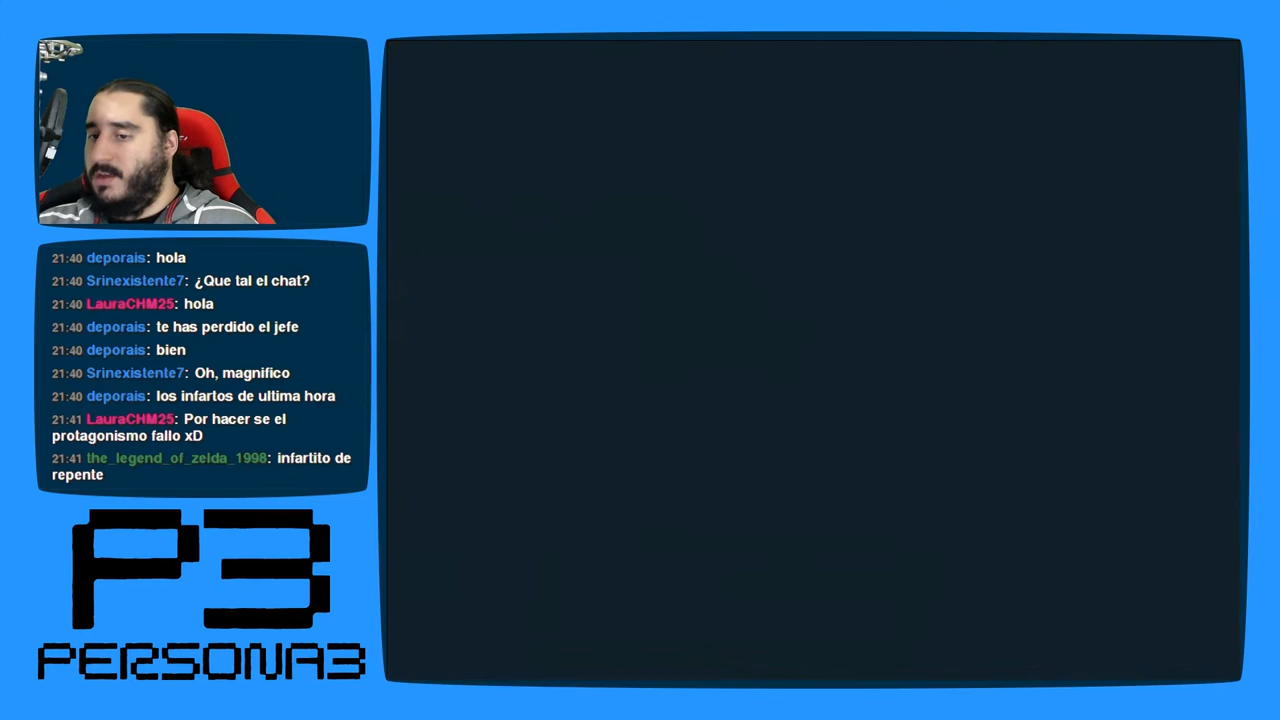 21:40 deporais: hola
21:40 Srinexistente7: ¿Que tal el chat?
21:40 LauraCHM25: hola
21:40 deporais: te has perdido el jefe
21:40 deporais: bien
21:40 Srinexistente7: Oh, magnifico
21:40 deporais: los infartos de ultima hora
21:41 LauraCHM25: Por hacer se el
protagonismo fallo xD
21:41 the_legend_of_zelda_1998: infartito de
repente
P3
PERSONA3